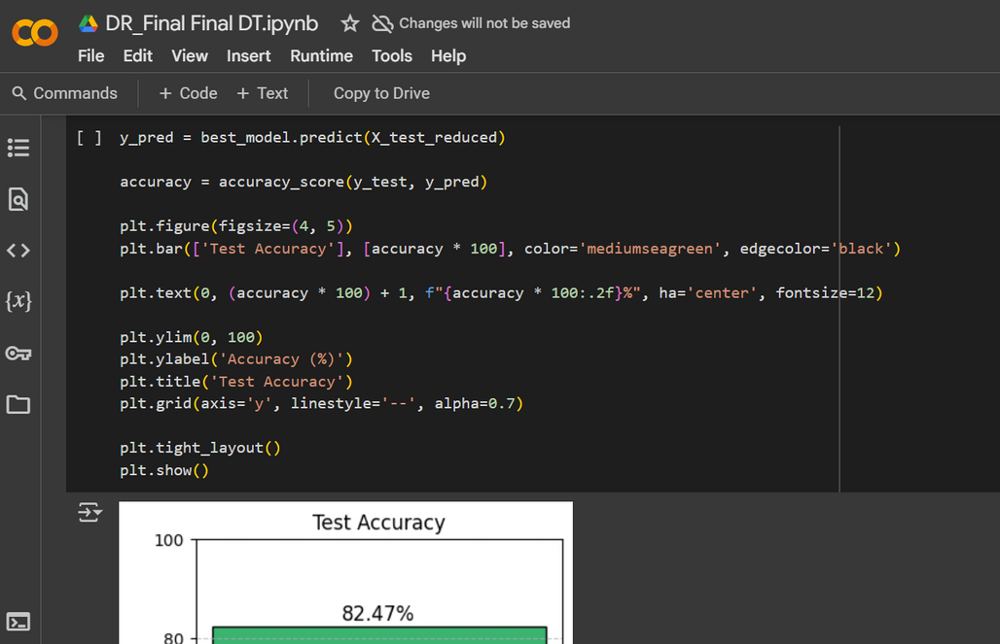 DR_Final Final DT.ipynb
Changes will not be saved
File Edit View Insert Runtime Tools Help
Commands + Code + Text Copy to Drive
[ ] y_pred = best_model.predict(X_test_reduced)
accuracy = accuracy_score(y_test, y_pred)
plt.figure(figsize=(4, 5))
plt.bar(['Test Accuracy'], [accuracy * 100], color='mediumseagreen', edgecolor='black')
plt.text(0, (accuracy * 100) + 1, f"{accuracy * 100:.2f}%", ha='center', fontsize=12)
plt.ylim(0, 100)
plt.ylabel('Accuracy (%)')
plt.title('Test Accuracy')
plt.grid(axis='y', linestyle='--', alpha=0.7)
plt.tight_layout()
plt.show()
Test Accuracy
100
82.47%
80